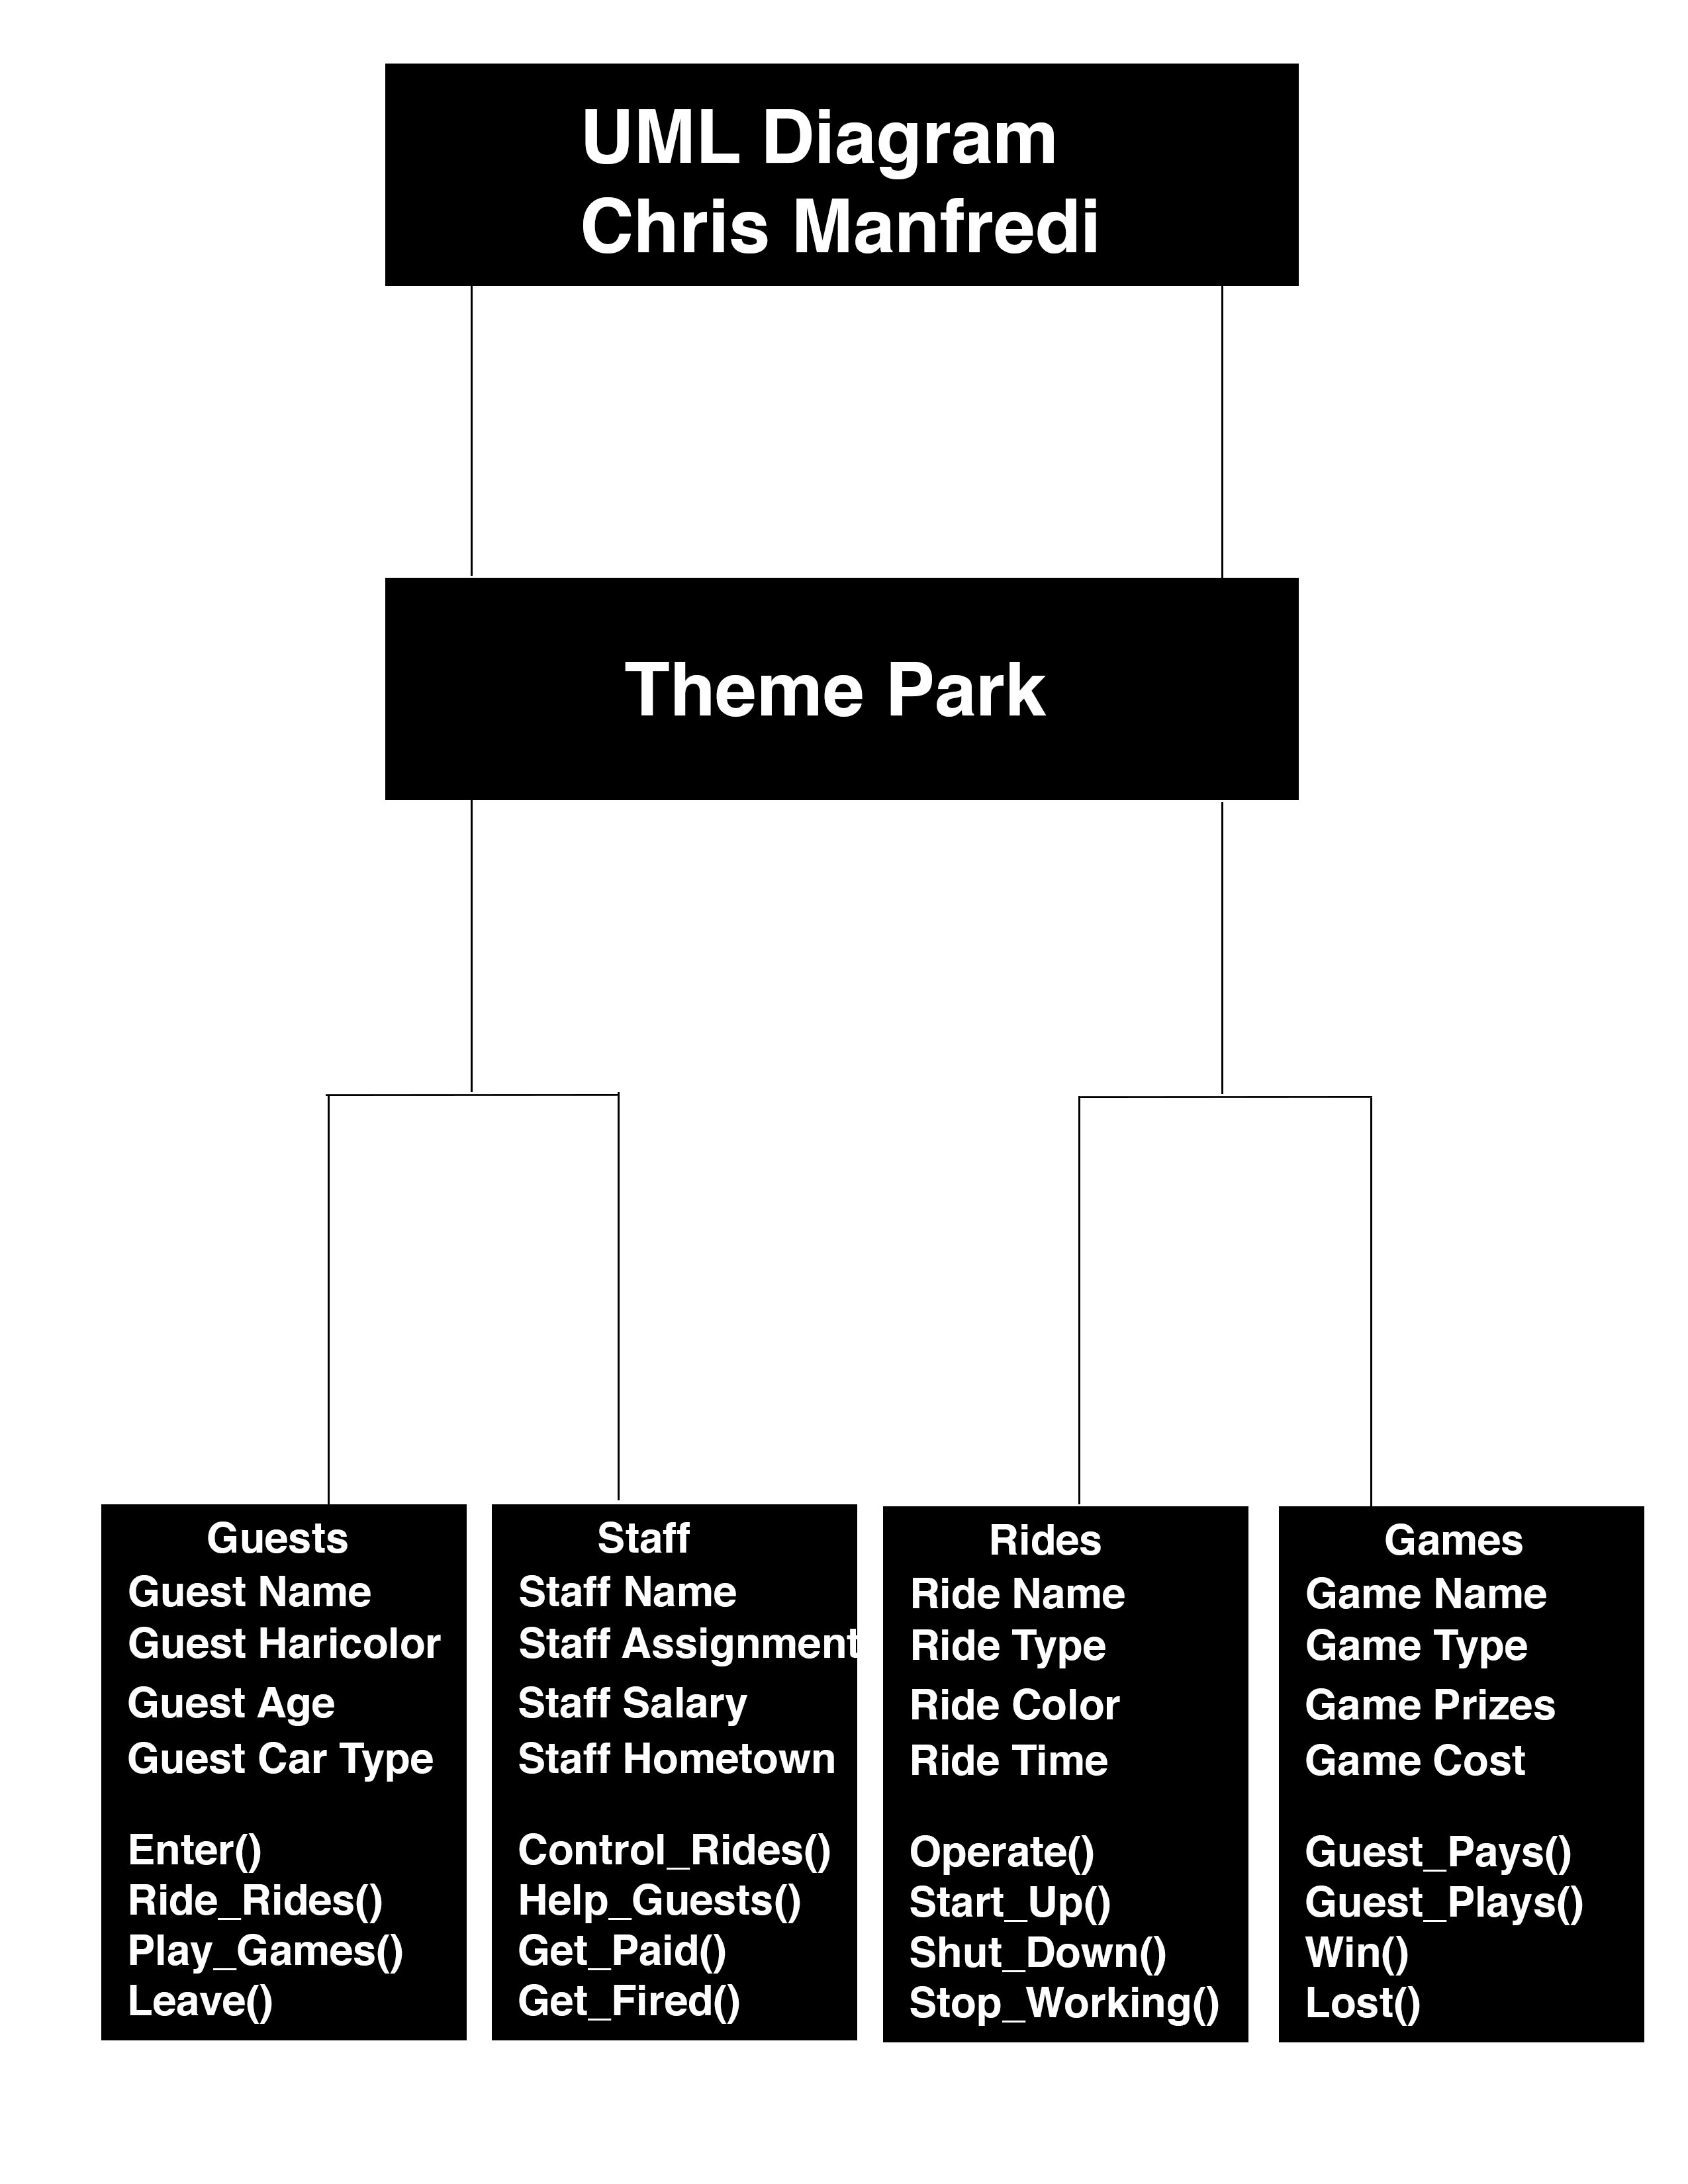 UML Diagram
Chris Manfredi
Theme Park
Guests
Guest Name
Guest Haricolor
Guest Age
Guest Car Type
Enter()
Ride_Rides()
Play_Games()
Leave()
Staff
Staff Name
Staff Assignment
Staff Salary
Staff Hometown
Control_Rides()
Help_Guests()
Get_Paid()
Get_Fired()
Rides
Ride Name
Ride Type
Ride Color
Ride Time
Operate()
Start_Up()
Shut_Down()
Stop_Working()
Games
Game Name
Game Type
Game Prizes
Game Cost
Guest_Pays()
Guest_Plays()
Win()
Lost()